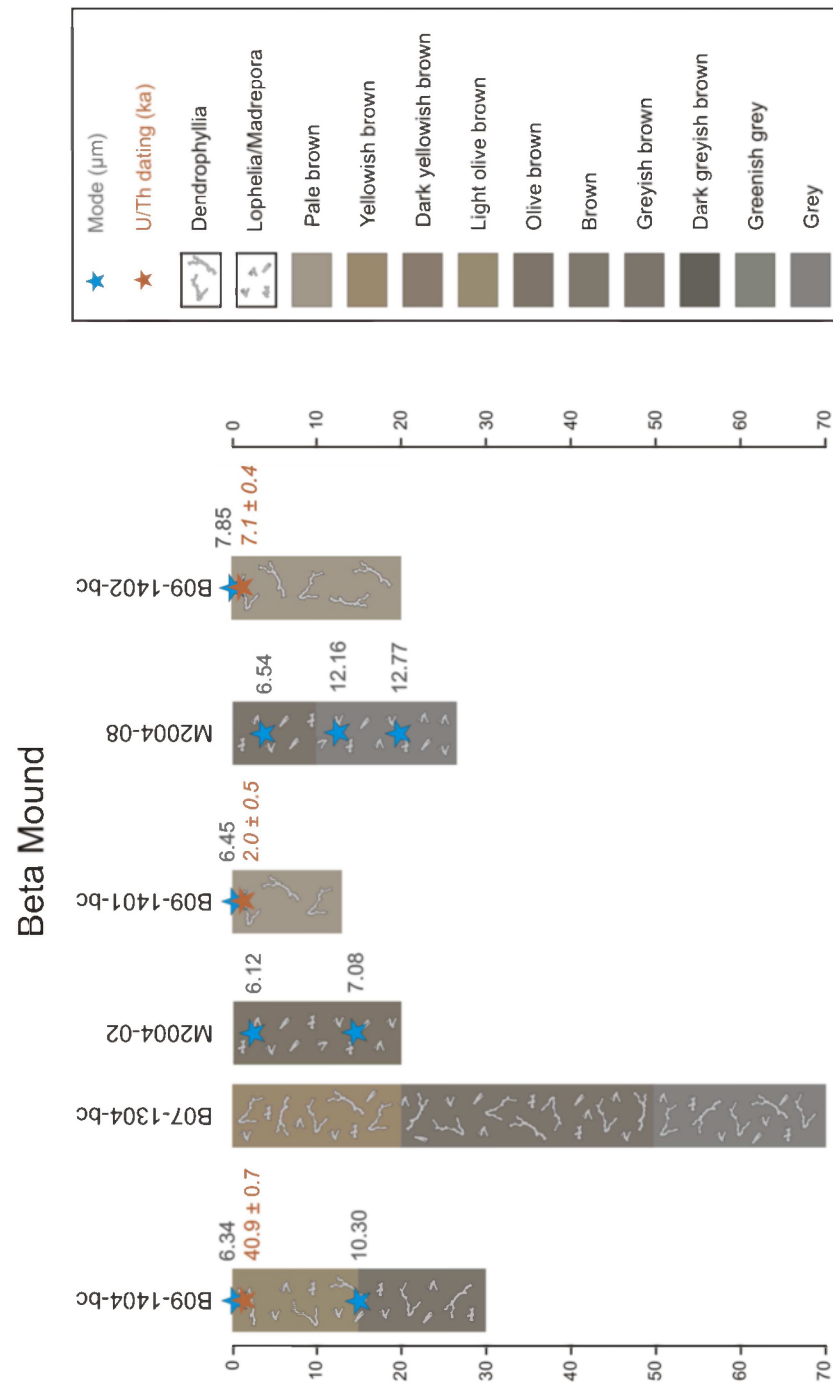 Beta Mound
B09-1404-bc
B07-1304-bc
M2004-02
B09-1401-bc
M2004-08
B09-1402-bc
6.34
40.9 ± 0.7
10.30
6.12
7.08
6.45
2.0 ± 0.5
6.54
12.16
12.77
7.85
7.1 ± 0.4
0
10
20
30
40
50
60
70
0
10
20
30
40
50
60
70
Mode (µm)
U/Th dating (ka)
Dendrophyllia
Lophelia/Madrepora
Pale brown
Yellowish brown
Dark yellowish brown
Light olive brown
Olive brown
Brown
Greyish brown
Dark greyish brown
Greenish grey
Grey